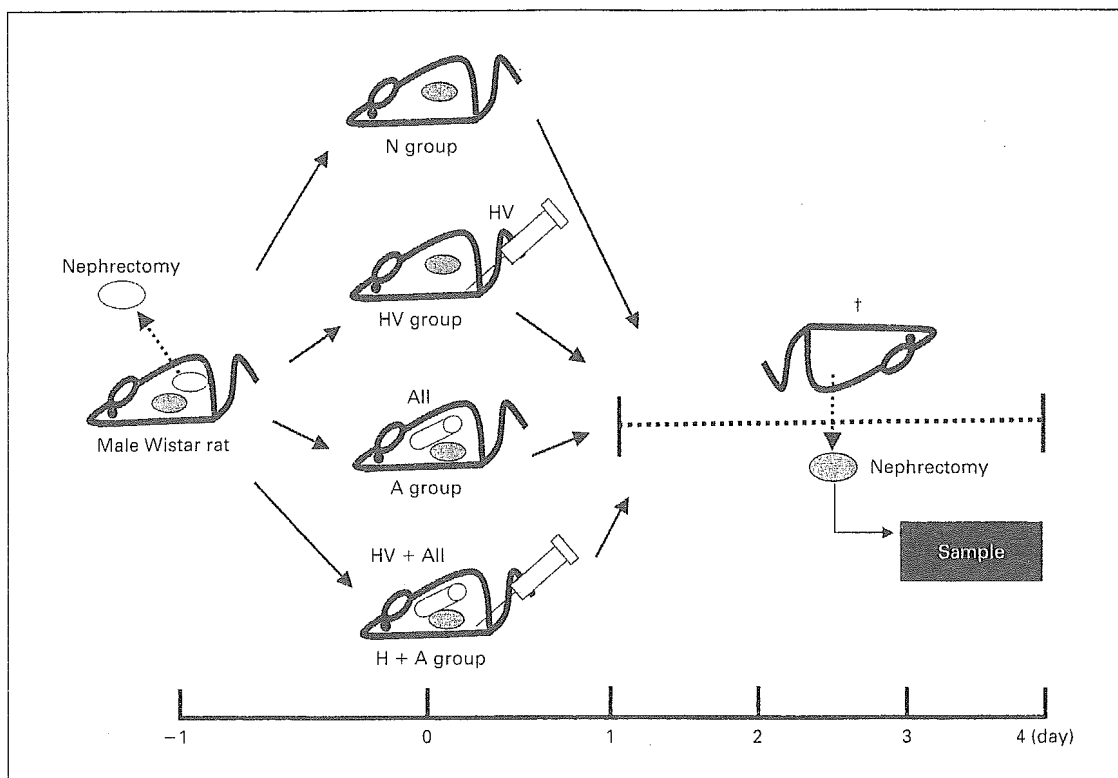 N group
HV
HV group
Nephrectomy
Male Wistar rat
AII
A group
HV + AII
H + A group
†
Nephrectomy
Sample
−1 0 1 2 3 4 (day)